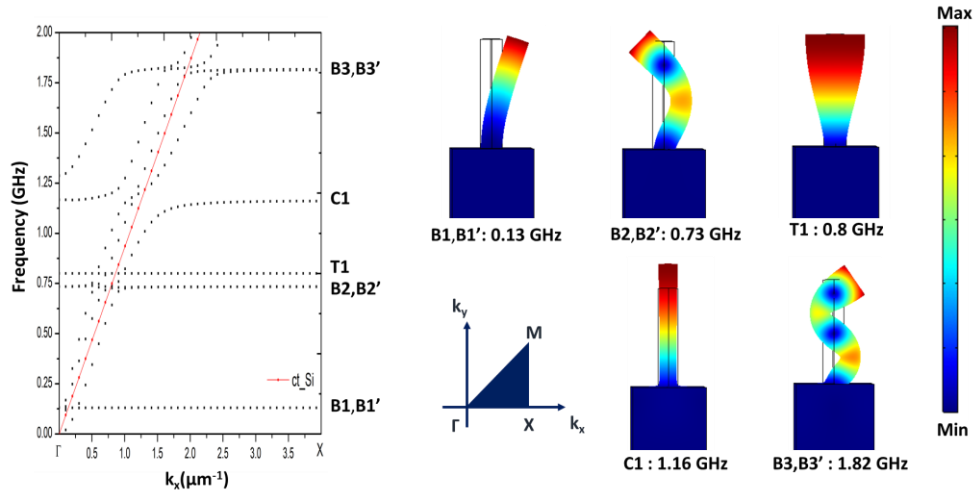 2.00
1.75
1.50
1.25
1.00
0.75
0.50
0.25
0.00
Frequency (GHz)
Γ
0.5
1.0
1.5
2.0
2.5
3.0
3.5
X
kx(μm⁻¹)
ct_Si
B3,B3’
C1
T1
B2,B2’
B1,B1’
B1,B1’: 0.13 GHz
B2,B2’: 0.73 GHz
T1 : 0.8 GHz
ky
M
Γ
X
kx
C1 : 1.16 GHz
B3,B3’ : 1.82 GHz
Max
Min